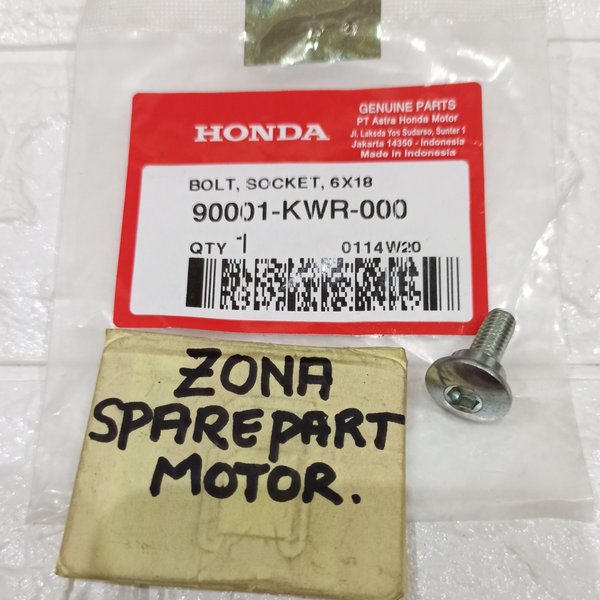 HONDA
GENUINE PARTS
PT Astra Honda Motor
Jl. Laksda Yos Sudarso, Sunter 1
Jakarta 14350 - Indonesia
Made in Indonesia
BOLT, SOCKET, 6X18
90001-KWR-000
QTY 1 0114W20
ZONA
SPAREPART
MOTOR.